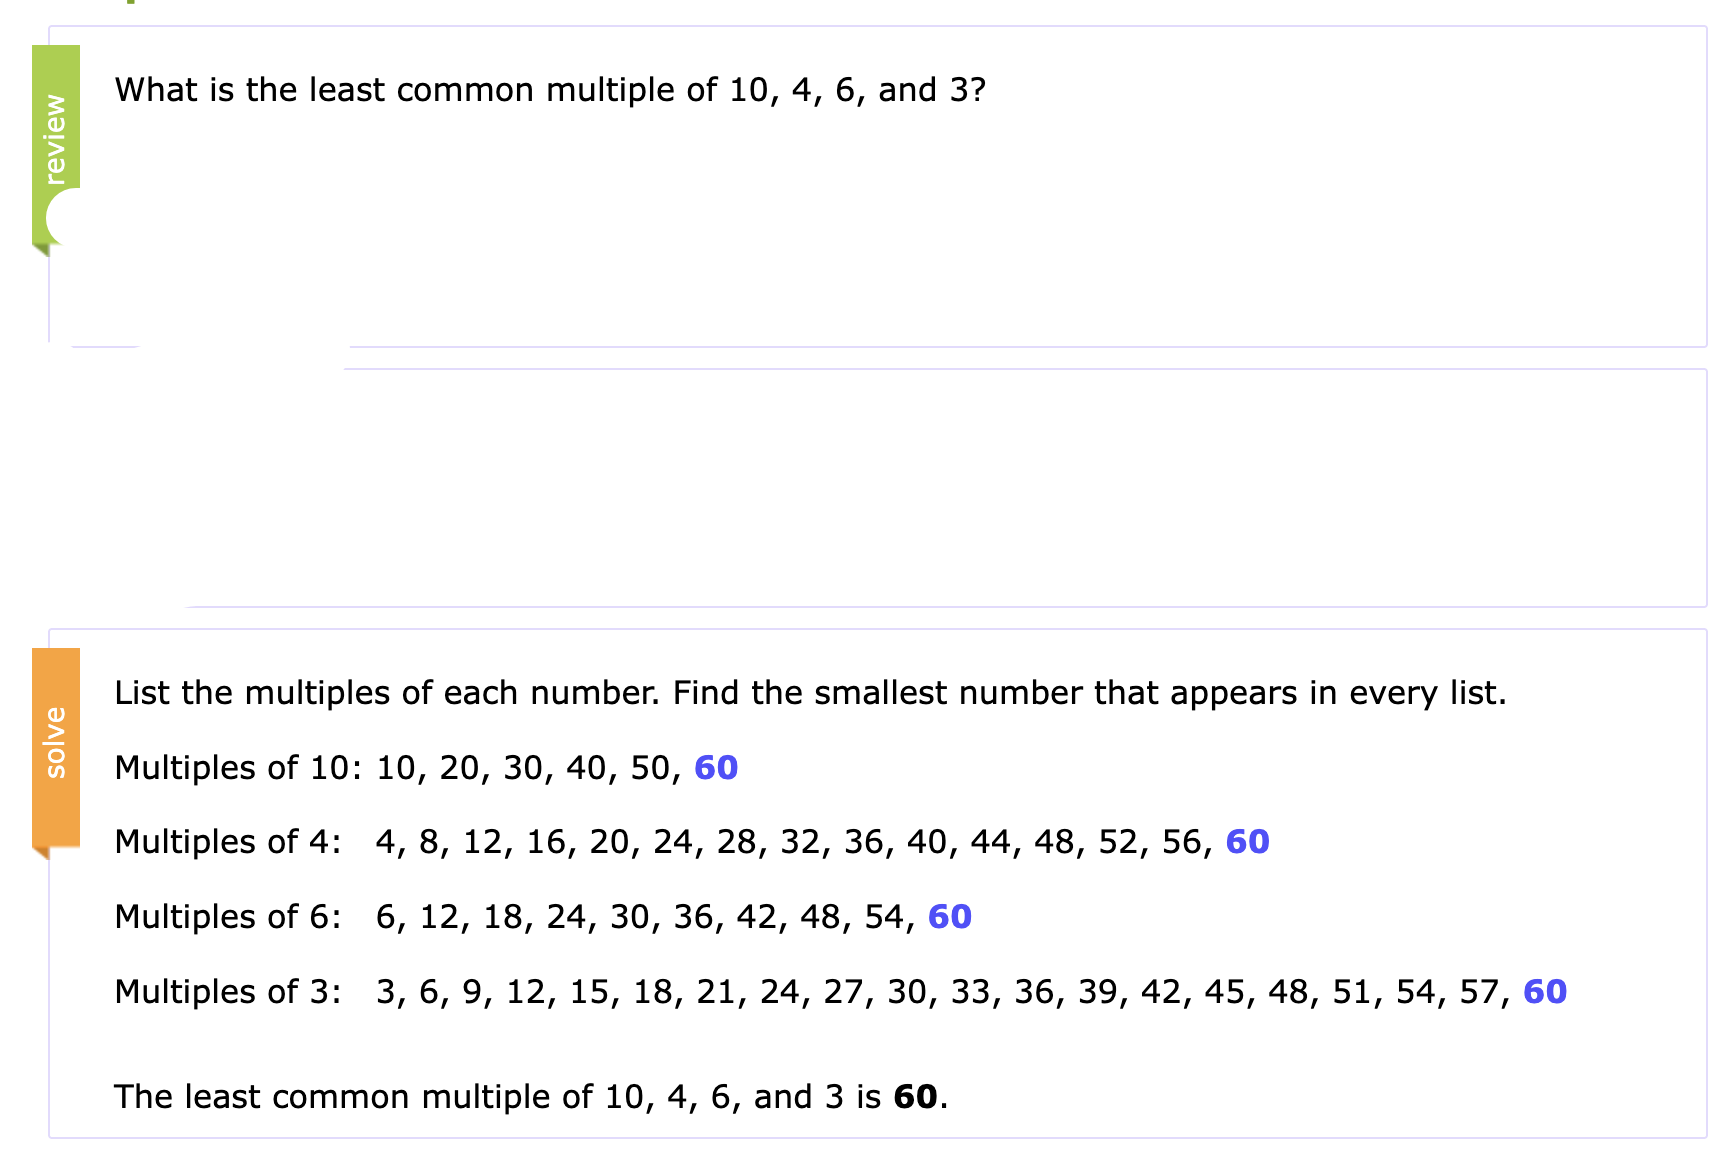 review
What is the least common multiple of 10, 4, 6, and 3?
solve
List the multiples of each number. Find the smallest number that appears in every list.
Multiples of 10: 10, 20, 30, 40, 50, 60
Multiples of 4: 4, 8, 12, 16, 20, 24, 28, 32, 36, 40, 44, 48, 52, 56, 60
Multiples of 6: 6, 12, 18, 24, 30, 36, 42, 48, 54, 60
Multiples of 3: 3, 6, 9, 12, 15, 18, 21, 24, 27, 30, 33, 36, 39, 42, 45, 48, 51, 54, 57, 60
The least common multiple of 10, 4, 6, and 3 is 60.